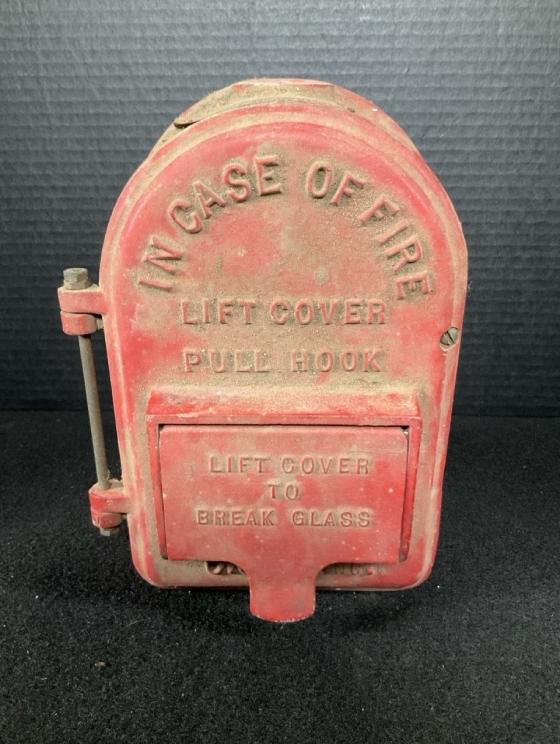 IN CASE OF FIRE
LIFT COVER
PULL HOOK
LIFT COVER
TO
BREAK GLASS